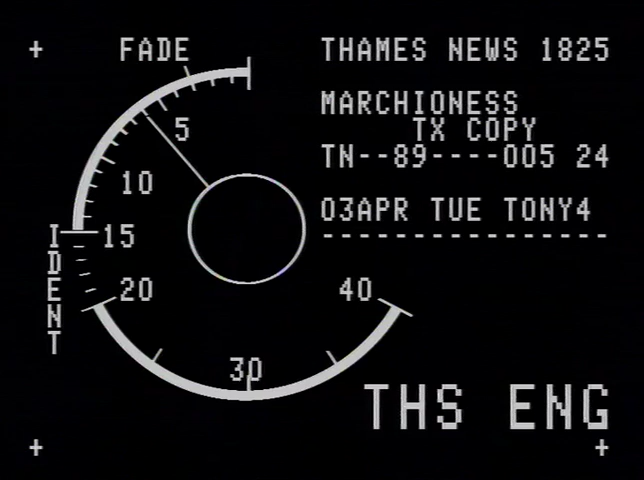 FADE
THAMES NEWS 1825
MARCHIONESS
TX COPY
TN--89----005 24
03APR TUE TONY4
-----------------
5
10
15
20
30
40
IDENT
THS ENG